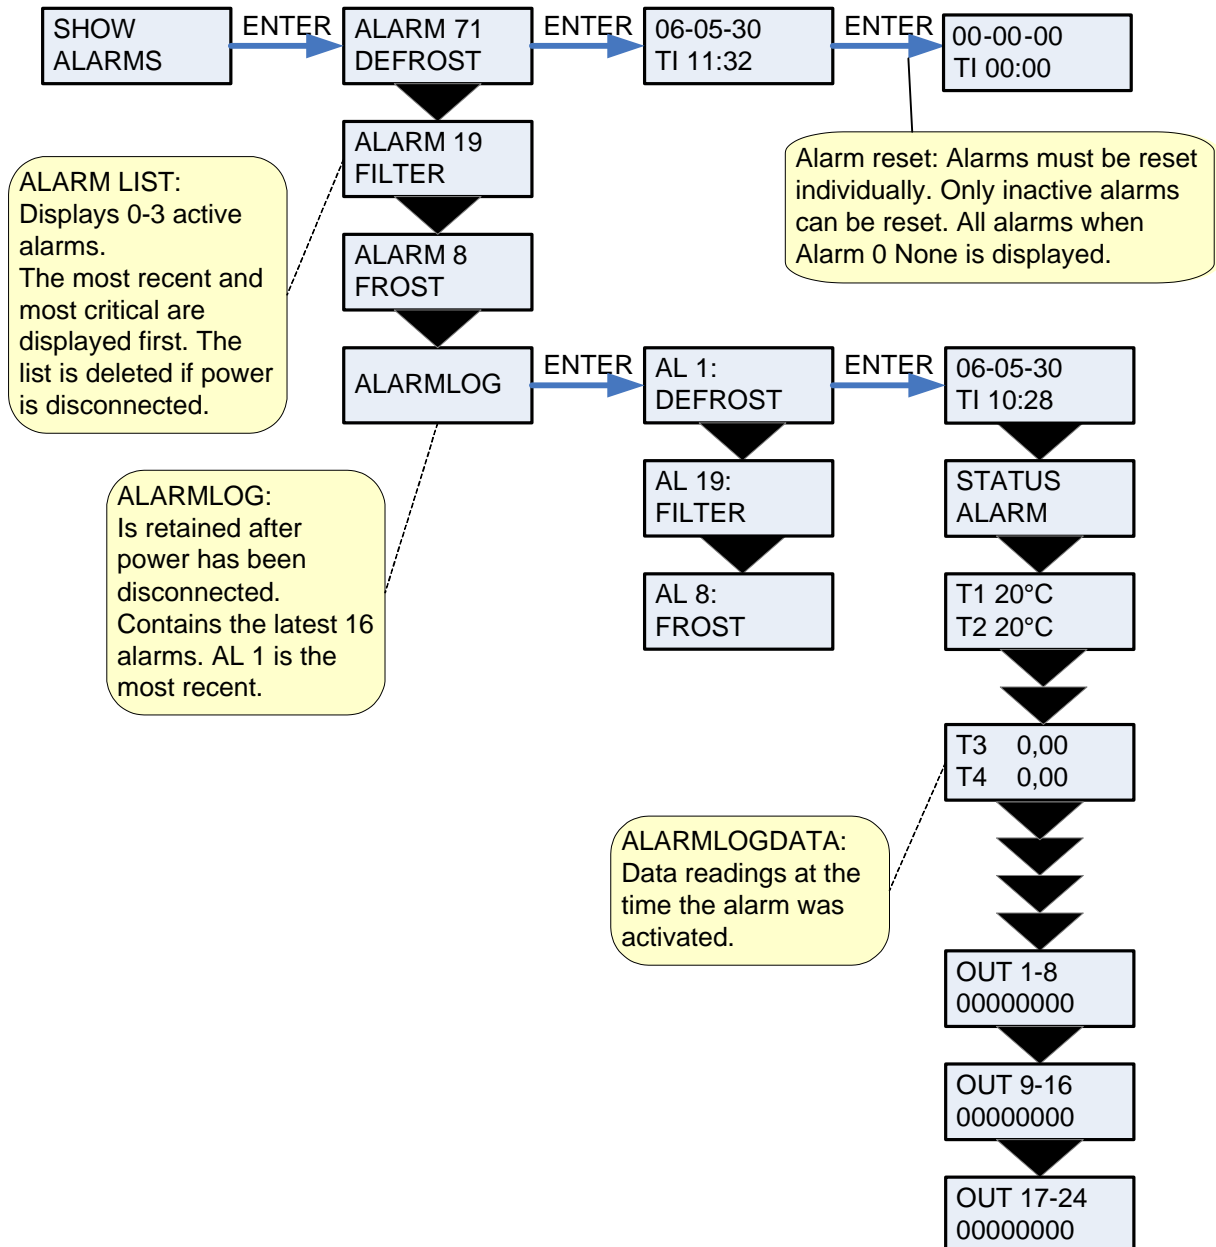 SHOW
ALARMS
ENTER
ALARM 71
DEFROST
ENTER
06-05-30
TI 11:32
ENTER
00-00-00
TI 00:00
ALARM 19
FILTER
Alarm reset: Alarms must be reset
individually. Only inactive alarms
can be reset. All alarms when
Alarm 0 None is displayed.
ALARM LIST:
Displays 0-3 active
alarms.
The most recent and
most critical are
displayed first. The
list is deleted if power
is disconnected.
ALARM 8
FROST
ALARMLOG
ENTER
AL 1:
DEFROST
ENTER
06-05-30
TI 10:28
ALARMLOG:
Is retained after
power has been
disconnected.
Contains the latest 16
alarms. AL 1 is the
most recent.
AL 19:
FILTER
STATUS
ALARM
AL 8:
FROST
T1 20°C
T2 20°C
T3 0,00
T4 0,00
ALARMLOGDATA:
Data readings at the
time the alarm was
activated.
OUT 1-8
00000000
OUT 9-16
00000000
OUT 17-24
00000000